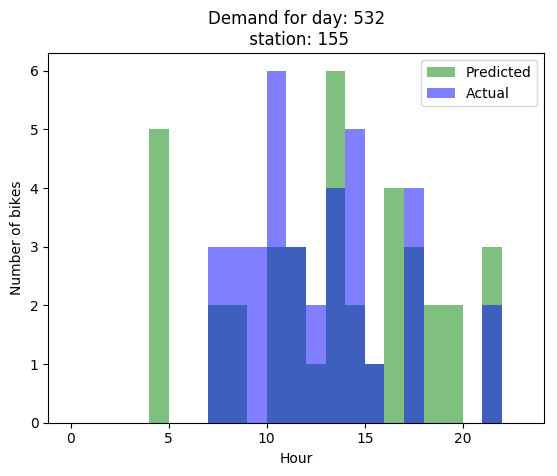 Demand for day: 532
station: 155
Predicted
Actual
Number of bikes
6
5
4
3
2
1
0
0
5
10
15
20
Hour